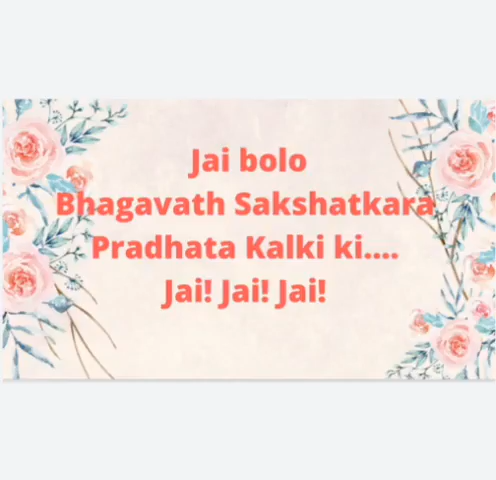 Jai bolo
Bhagavath Sakshatkara
Pradhata Kalki ki....
Jai! Jai! Jai!